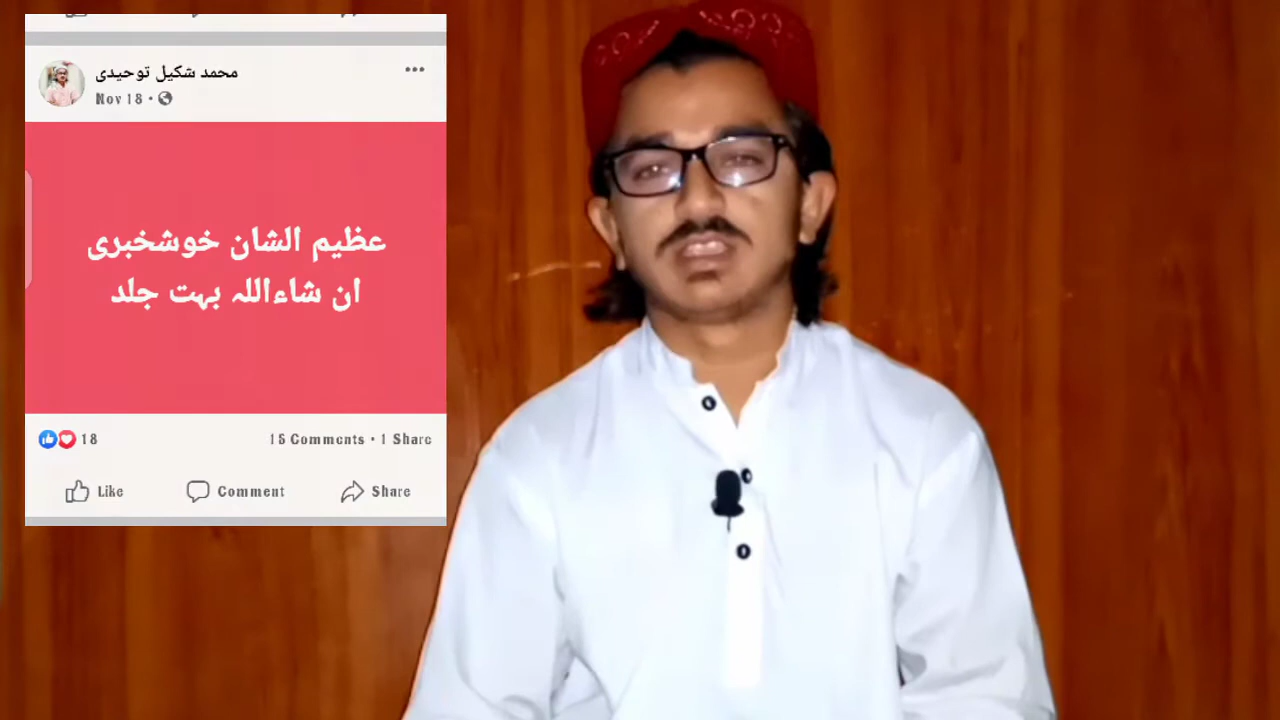 محمد شکیل توحیدی
Nov 18 •
عظیم الشان خوشخبری
ان شاءاللہ بہت جلد
18
15 Comments • 1 Share
Like
Comment
Share